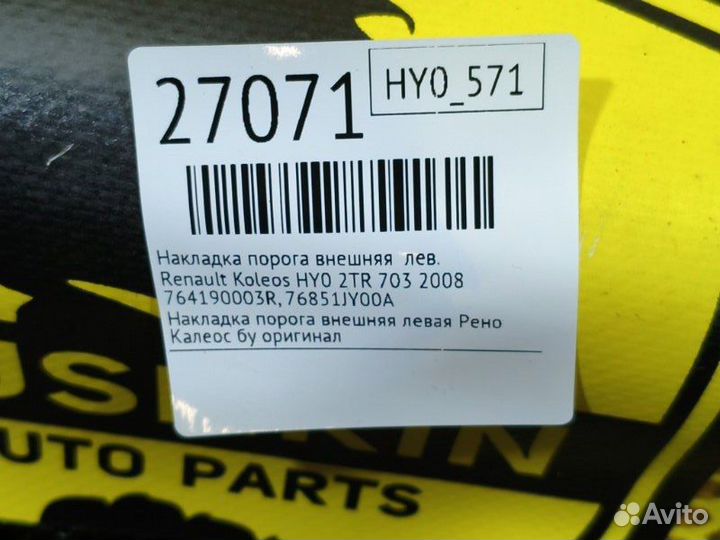 27071
HY0_571
Накладка порога внешняя лев.
Renault Koleos HY0 2TR 703 2008
764190003R, 76851JY00A
Накладка порога внешняя левая Рено
Калеос бу оригинал
AUTO PARTS
Avito